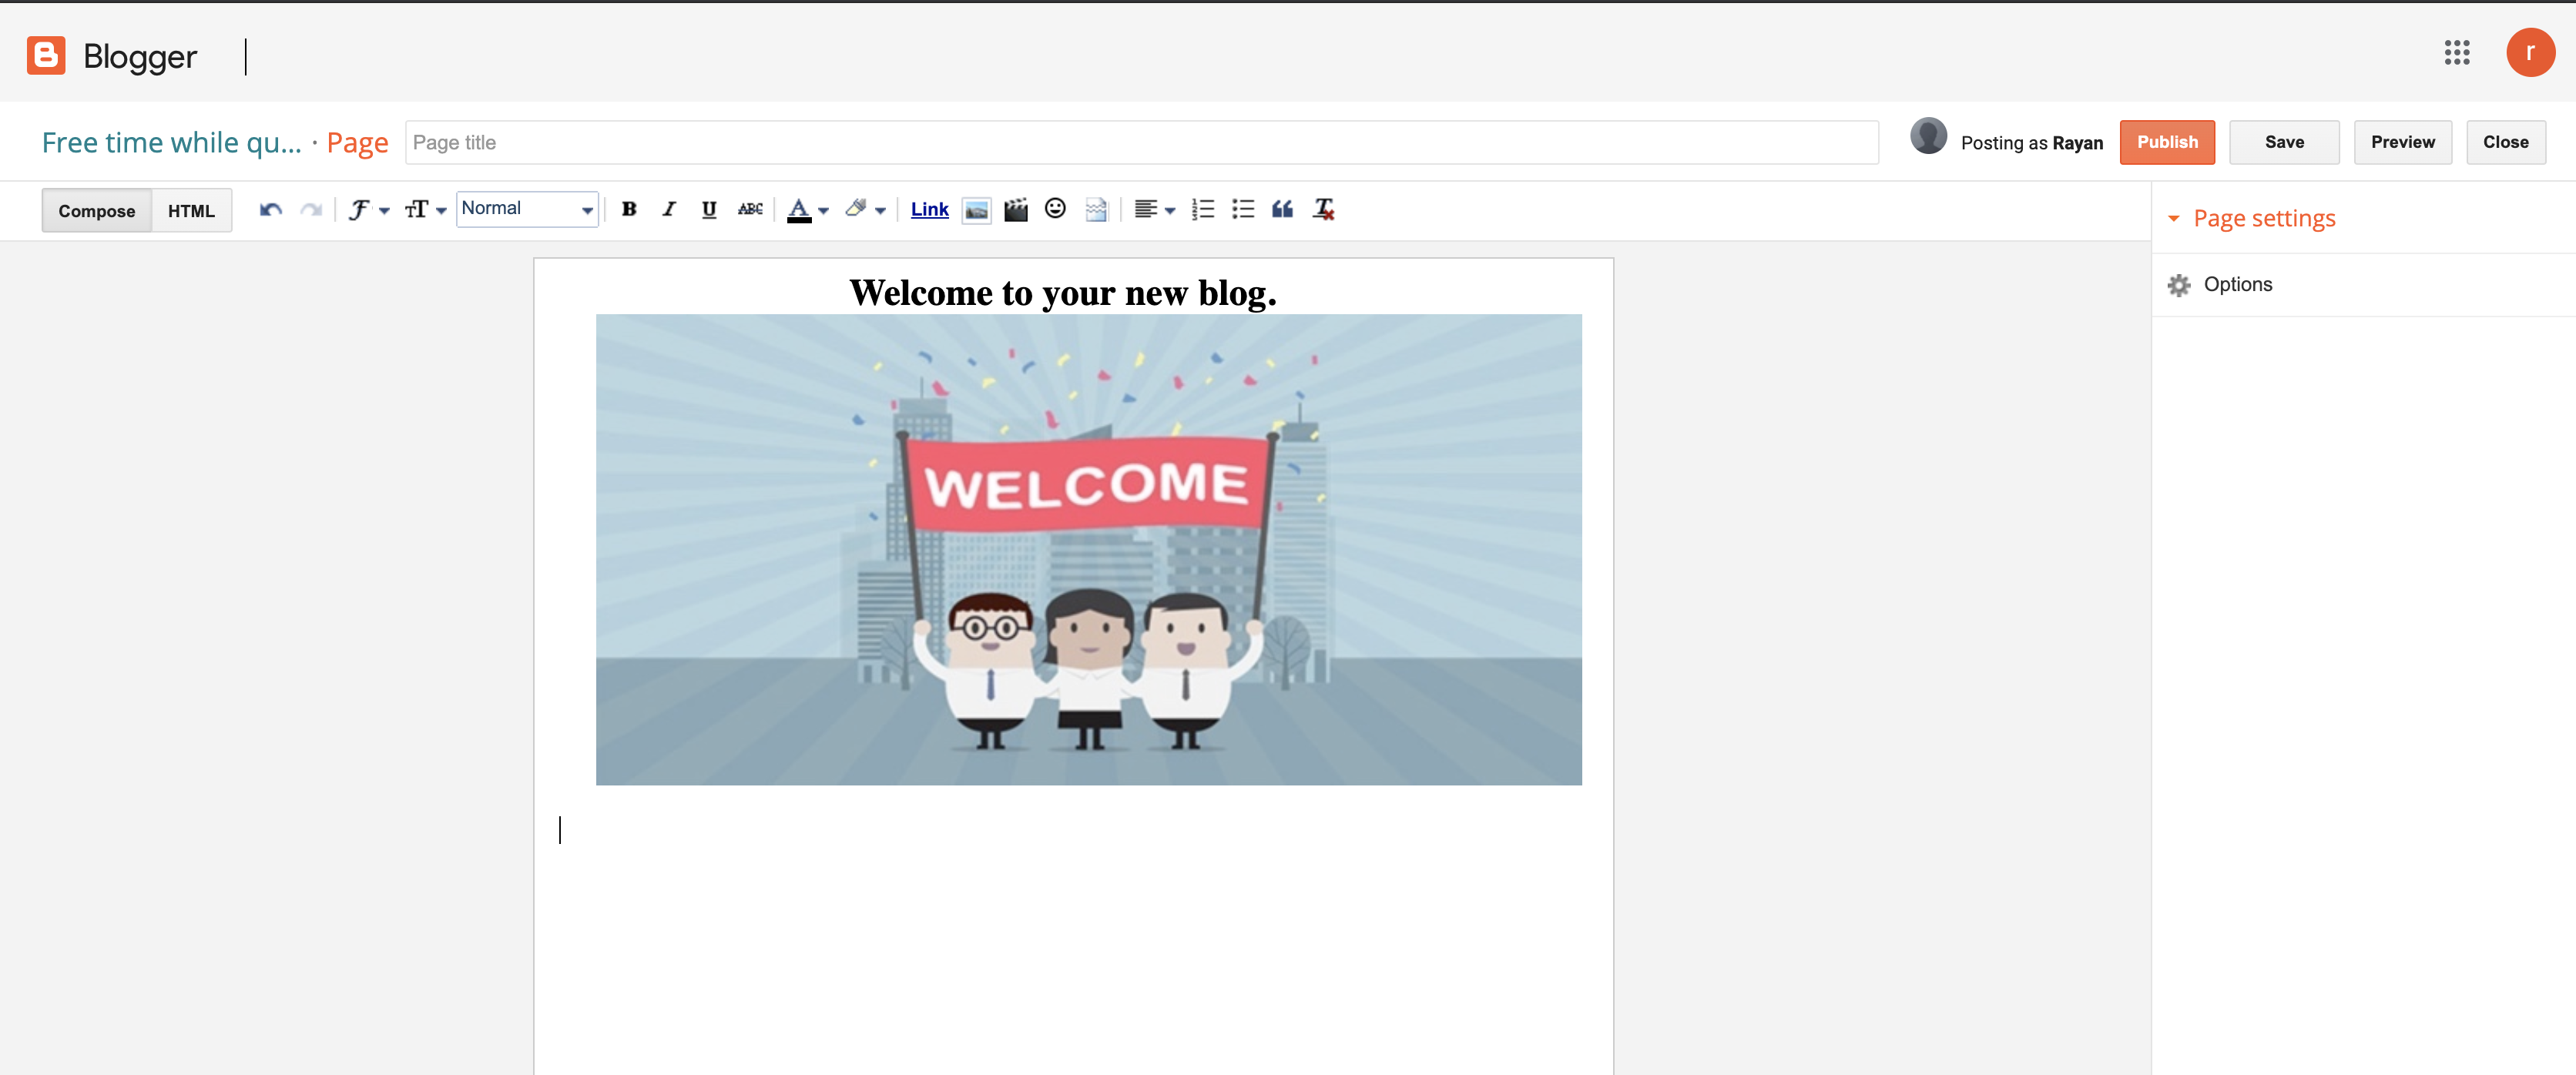 Blogger
r
Free time while qu... · Page
Page title
Posting as Rayan
Publish
Save
Preview
Close
Compose
HTML
Normal
B I U ABC
A
Link
Page settings
Options
Welcome to your new blog.
WELCOME